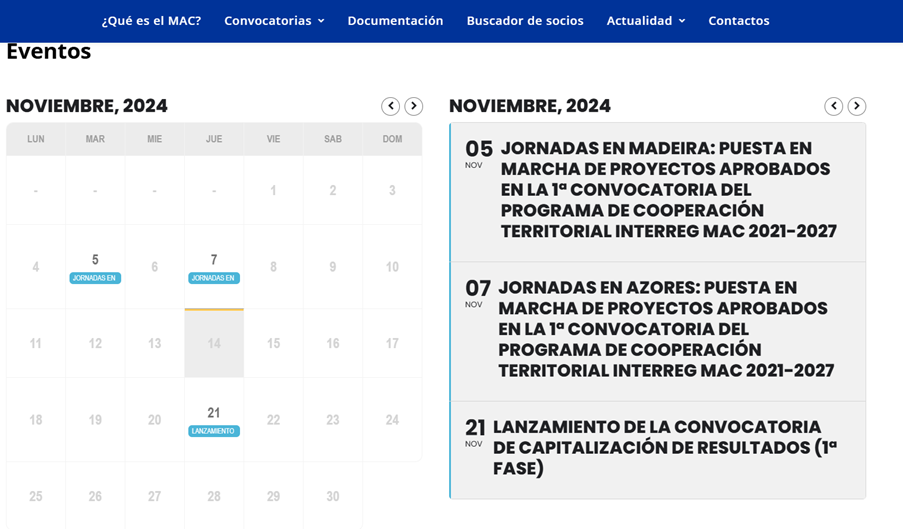 ¿Qué es el MAC? Convocatorias Documentación Buscador de socios Actualidad Contactos
Eventos
NOVIEMBRE, 2024
LUN MAR MIE JUE VIE SAB DOM
- - - - 1 2 3
4 5 6 7 8 9 10
JORNADAS EN JORNADAS EN
11 12 13 14 15 16 17
18 19 20 21 22 23 24
LANZAMIENTO
25 26 27 28 29 30
NOVIEMBRE, 2024
05 NOV
JORNADAS EN MADEIRA: PUESTA EN
MARCHA DE PROYECTOS APROBADOS
EN LA 1ª CONVOCATORIA DEL
PROGRAMA DE COOPERACIÓN
TERRITORIAL INTERREG MAC 2021-2027
07 NOV
JORNADAS EN AZORES: PUESTA EN
MARCHA DE PROYECTOS APROBADOS
EN LA 1ª CONVOCATORIA DEL
PROGRAMA DE COOPERACIÓN
TERRITORIAL INTERREG MAC 2021-2027
21 NOV
LANZAMIENTO DE LA CONVOCATORIA
DE CAPITALIZACIÓN DE RESULTADOS (1ª
FASE)